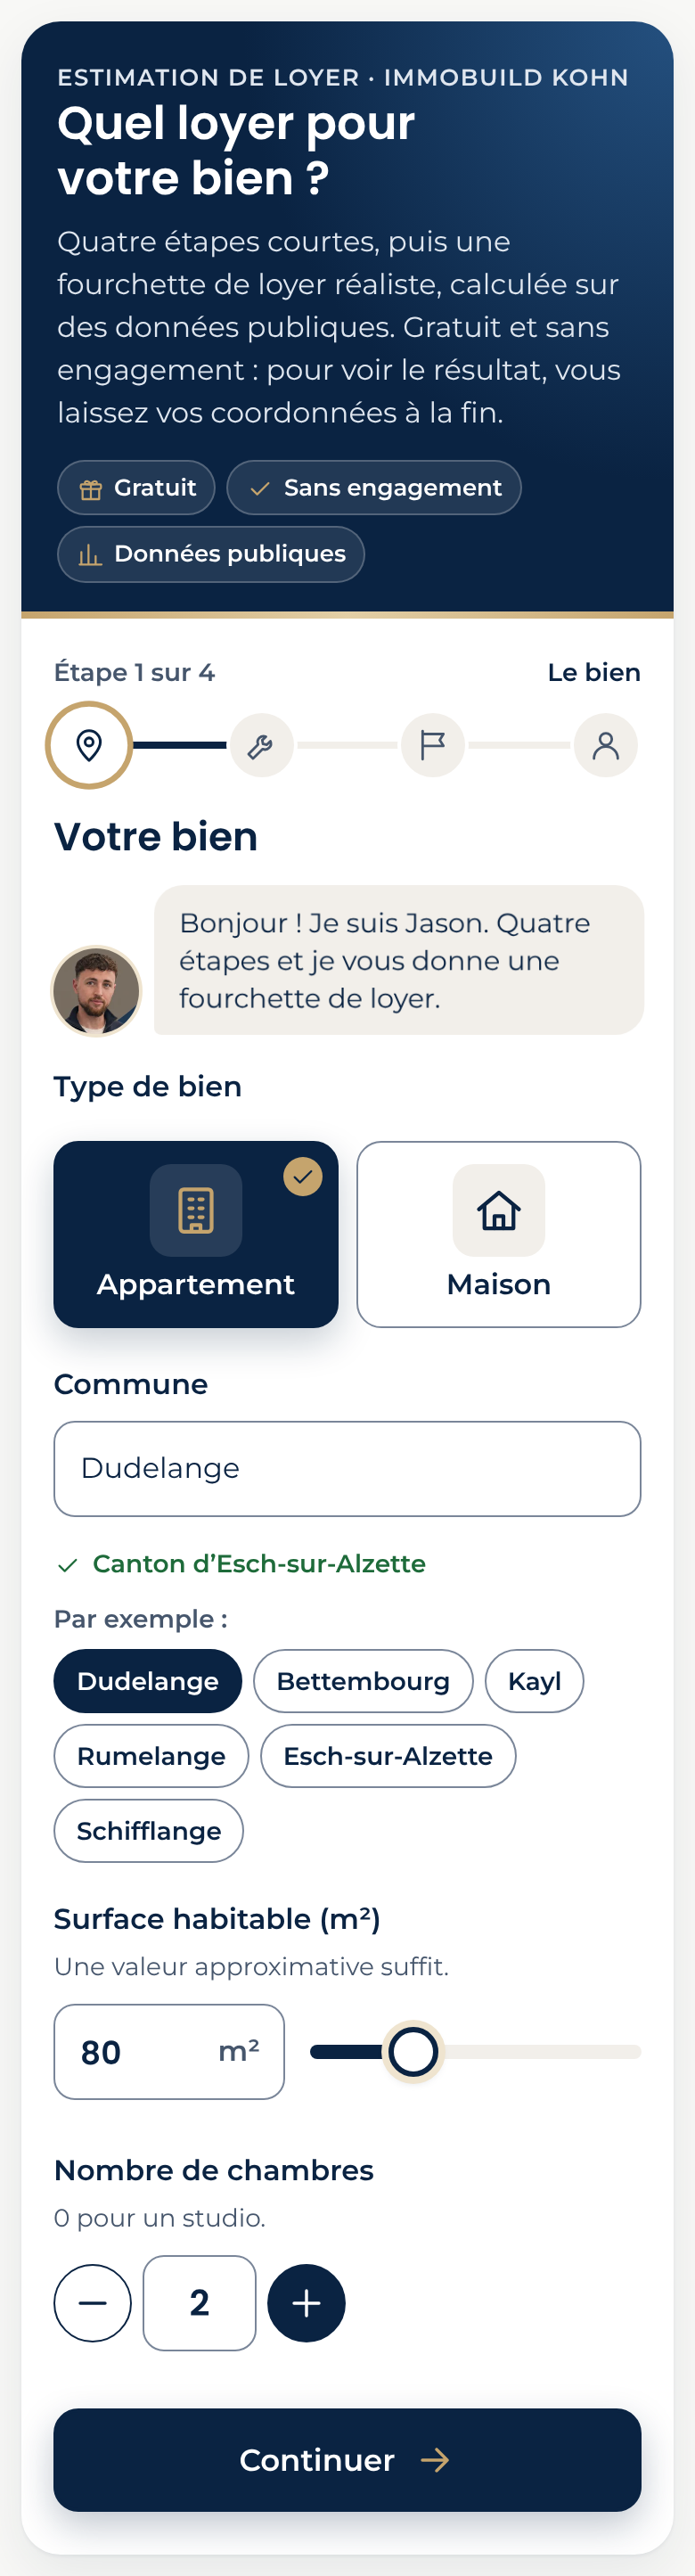 ESTIMATION DE LOYER · IMMOBUILD KOHN
Quel loyer pour
votre bien ?
Quatre étapes courtes, puis une
fourchette de loyer réaliste, calculée sur
des données publiques. Gratuit et sans
engagement : pour voir le résultat, vous
laissez vos coordonnées à la fin.
Gratuit
Sans engagement
Données publiques
Étape 1 sur 4
Le bien
Votre bien
Bonjour ! Je suis Jason. Quatre
étapes et je vous donne une
fourchette de loyer.
Type de bien
Appartement
Maison
Commune
Dudelange
Canton d’Esch-sur-Alzette
Par exemple :
Dudelange
Bettembourg
Kayl
Rumelange
Esch-sur-Alzette
Schifflange
Surface habitable (m²)
Une valeur approximative suffit.
80 m²
Nombre de chambres
0 pour un studio.
2
Continuer